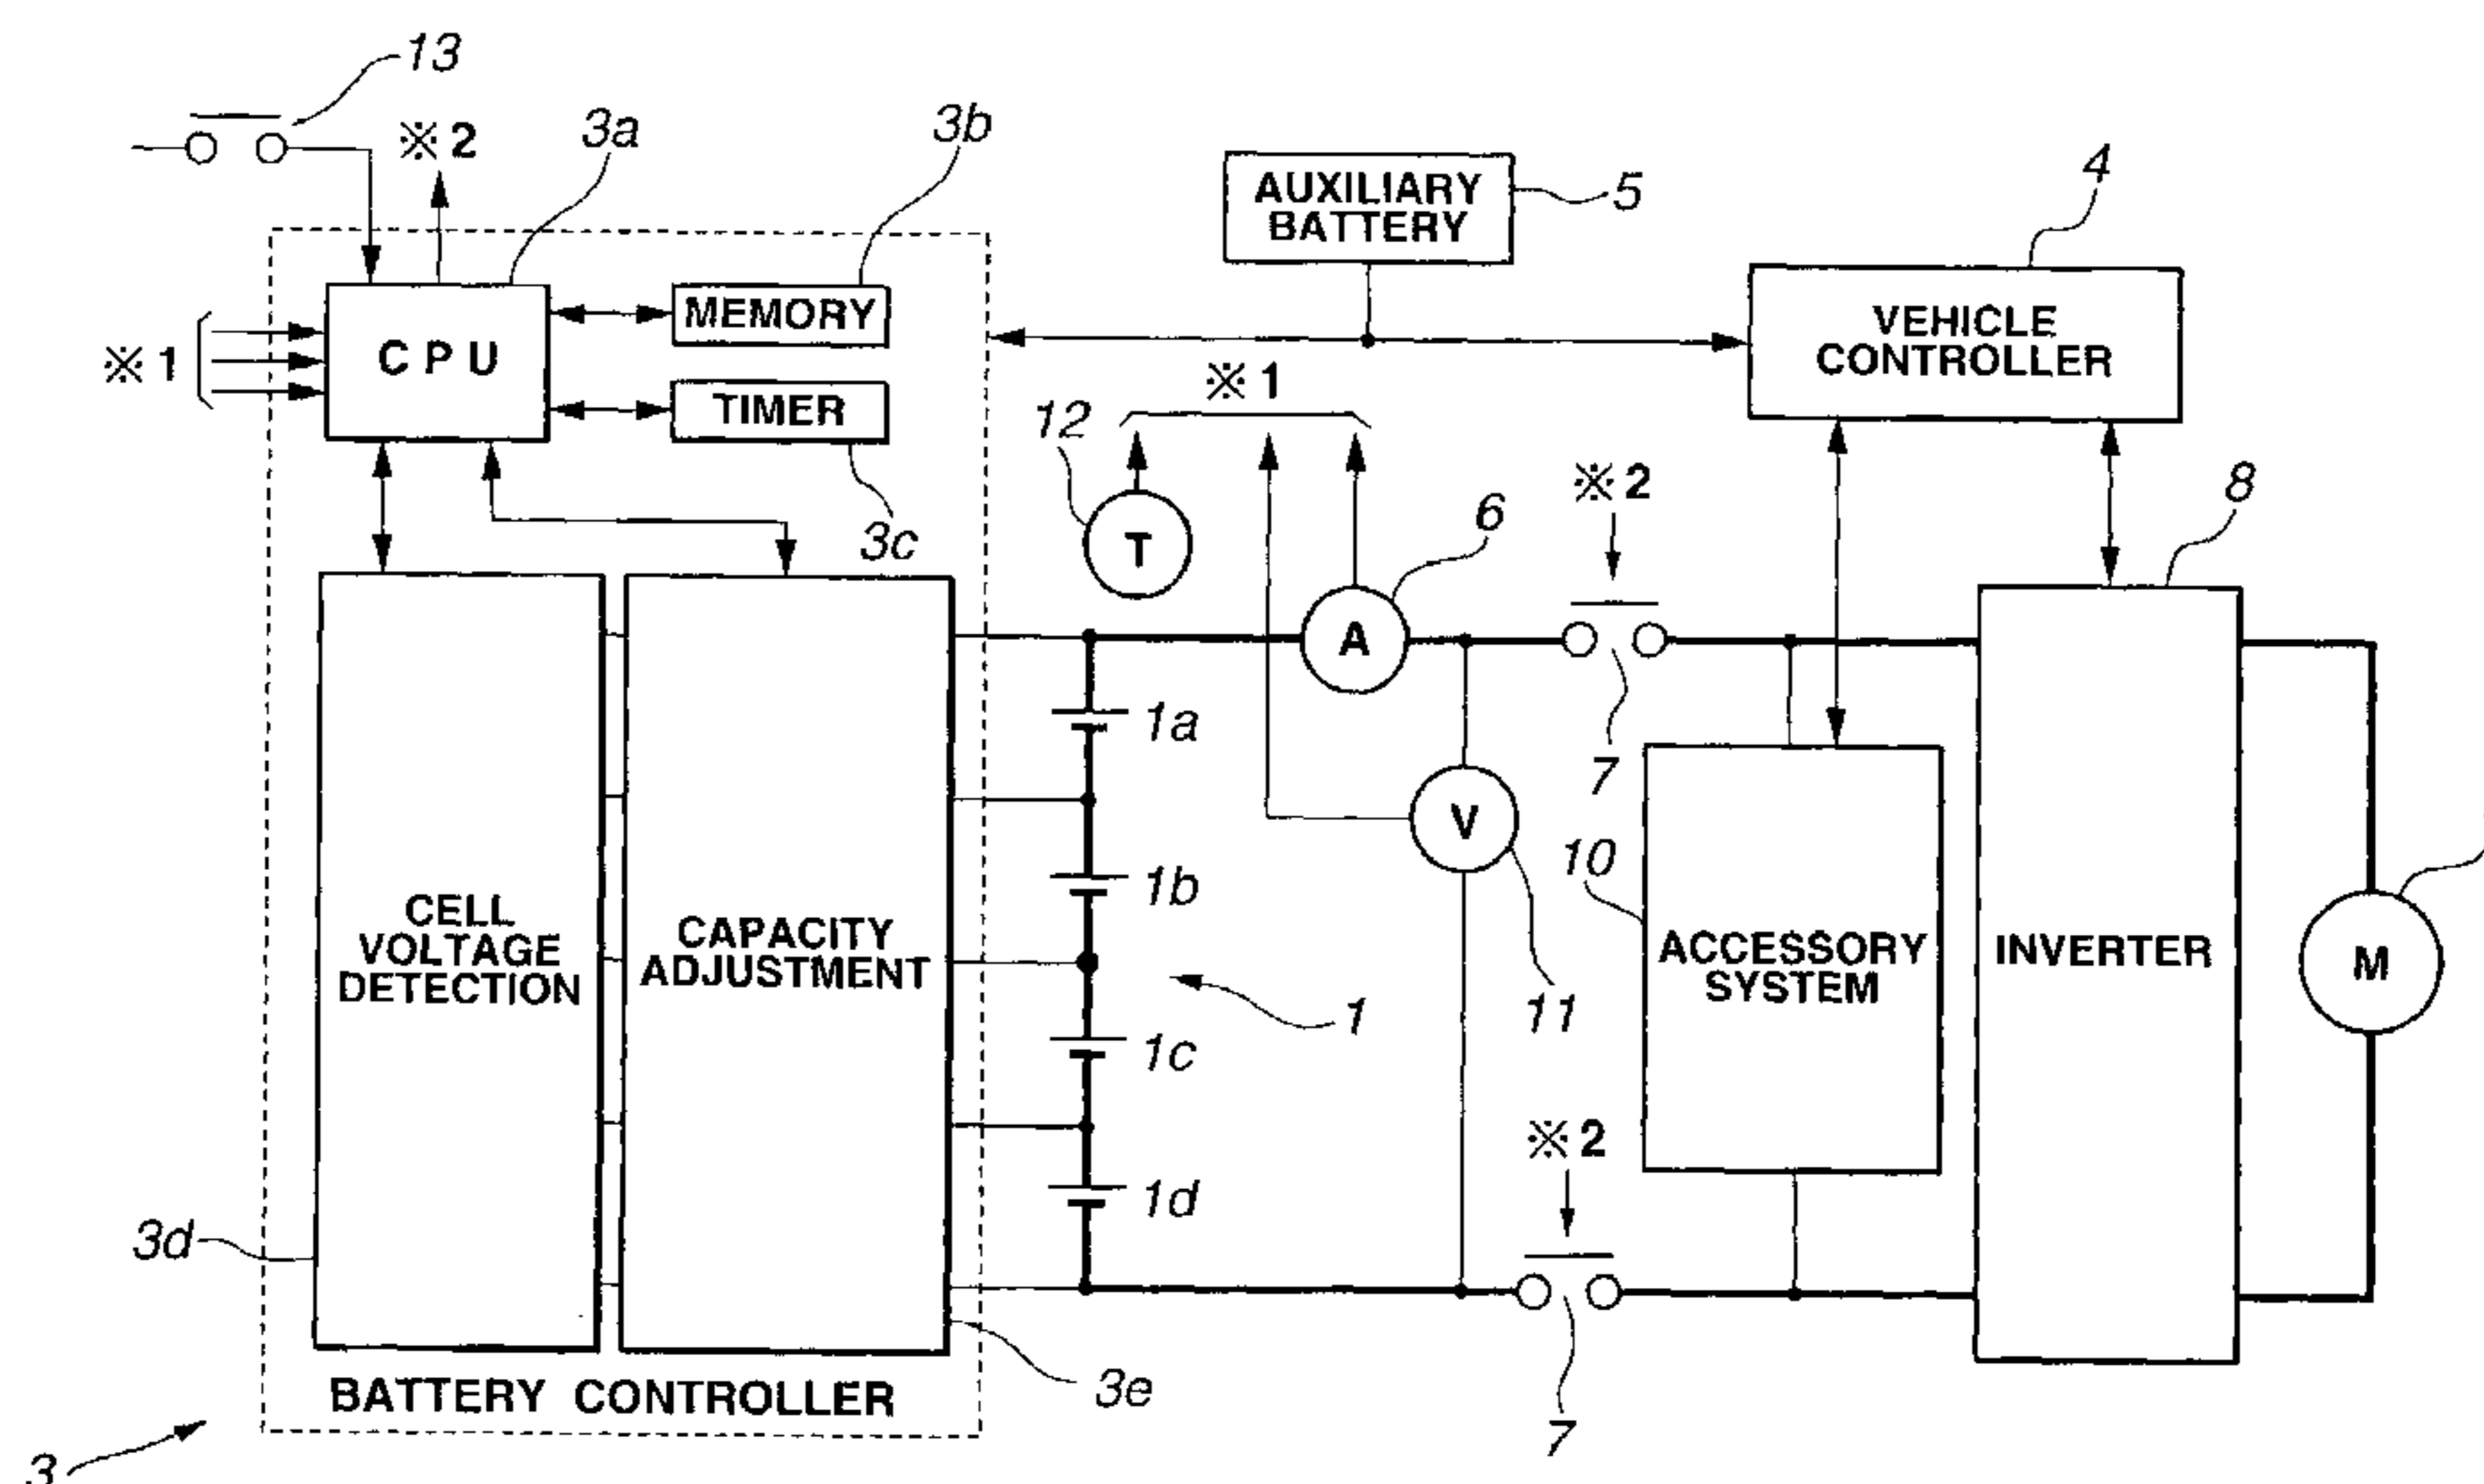 13
※2
3a
3b
AUXILIARY
BATTERY
5
4
MEMORY
VEHICLE
CONTROLLER
※1
CPU
TIMER
※1
12
3c
T
6
※2
8
A
1a
7
V
10
1b
CELL
VOLTAGE
DETECTION
CAPACITY
ADJUSTMENT
ACCESSORY
SYSTEM
INVERTER
M
1
11
1c
※2
1d
3d
BATTERY CONTROLLER
3e
7
3